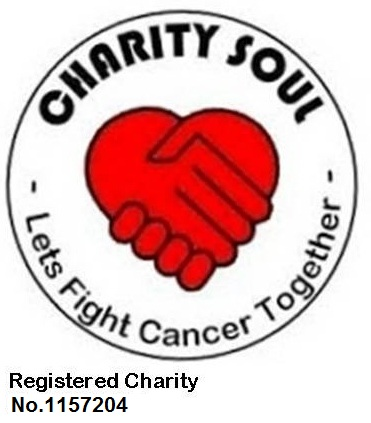 CHARITY SOUL
- Lets Fight Cancer Together -
Registered Charity
No.1157204